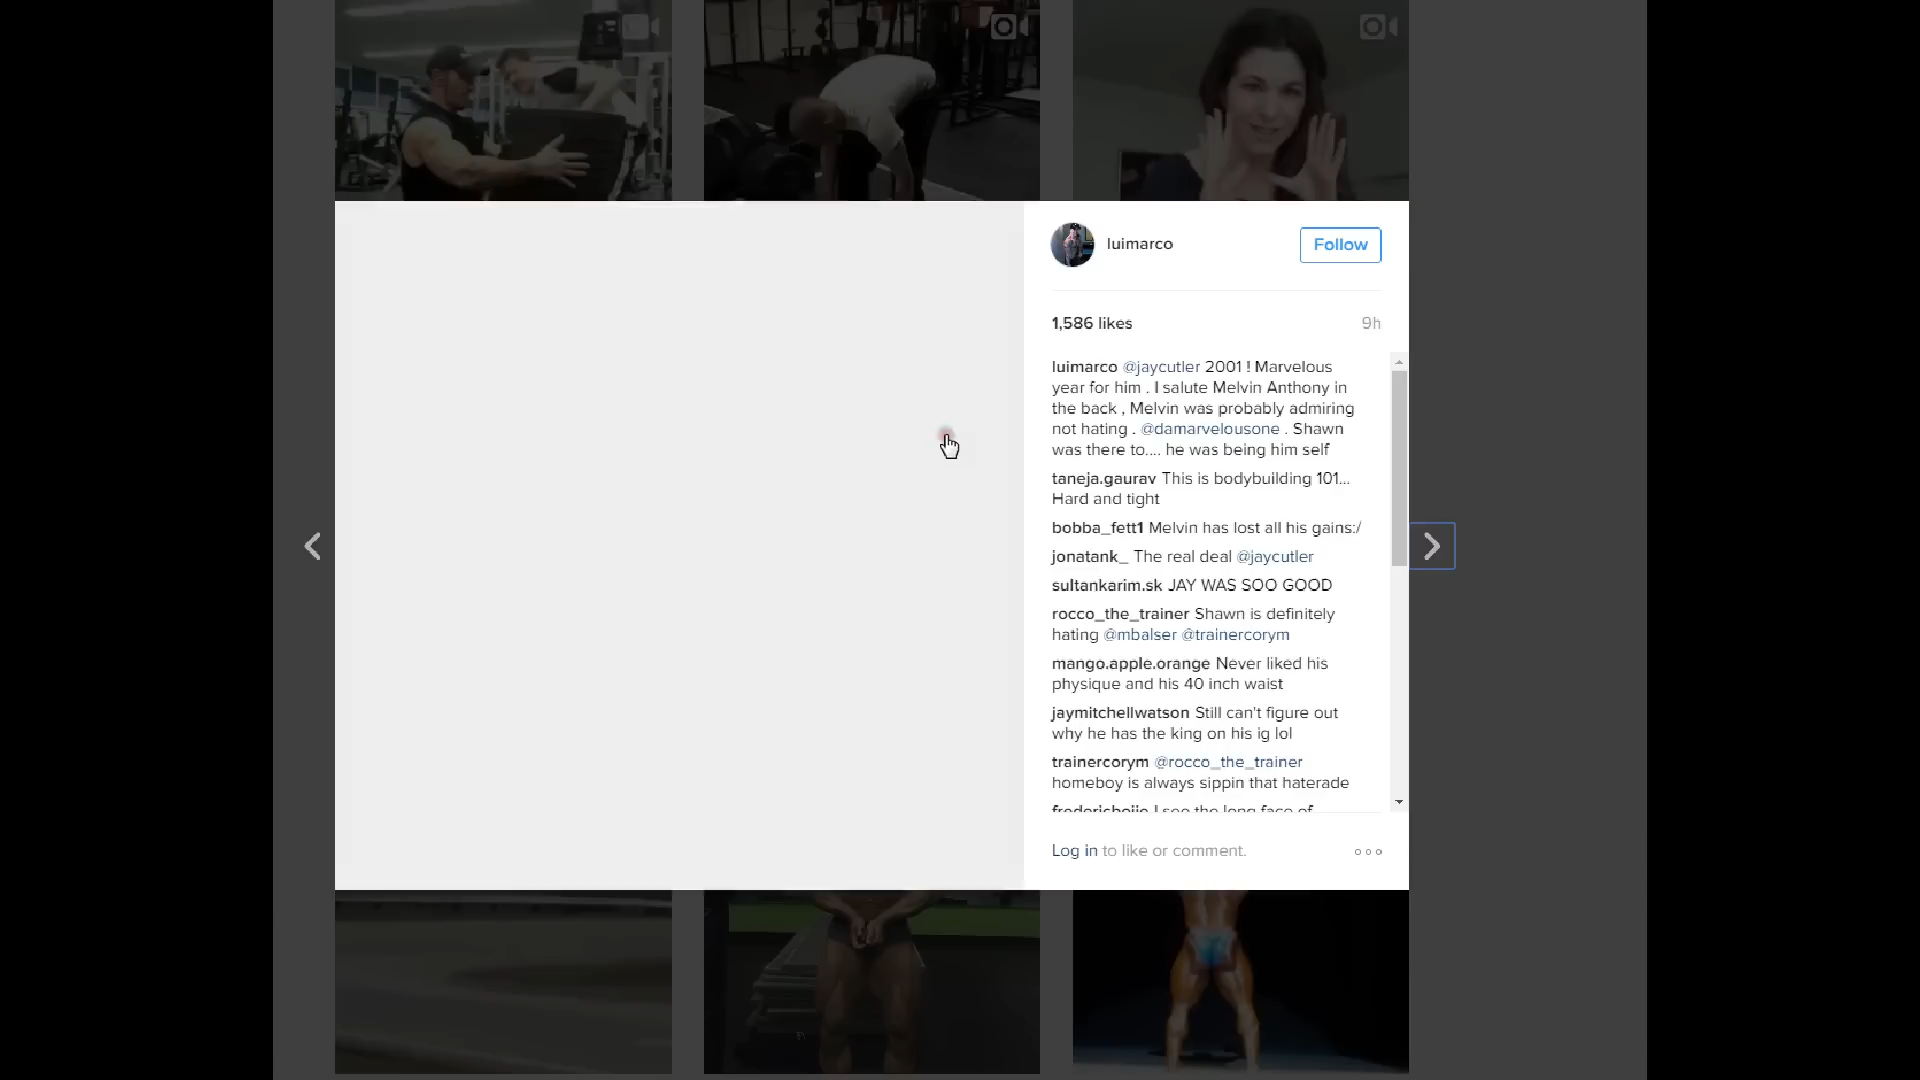 luimarco
Follow
1,586 likes
9h
luimarco @jaycutler 2001 ! Marvelous
year for him . I salute Melvin Anthony in
the back , Melvin was probably admiring
not hating . @damarvelousone . Shawn
was there to.... he was being him self
taneja.gaurav This is bodybuilding 101...
Hard and tight
bobba_fett1 Melvin has lost all his gains:/
jonatank_ The real deal @jaycutler
sultankarim.sk JAY WAS SOO GOOD
rocco_the_trainer Shawn is definitely
hating @mbalser @trainercorym
mango.apple.orange Never liked his
physique and his 40 inch waist
jaymitchellwatson Still can't figure out
why he has the king on his ig lol
trainercorym @rocco_the_trainer
homeboy is always sippin that haterade
I see the long face of
Log in to like or comment.